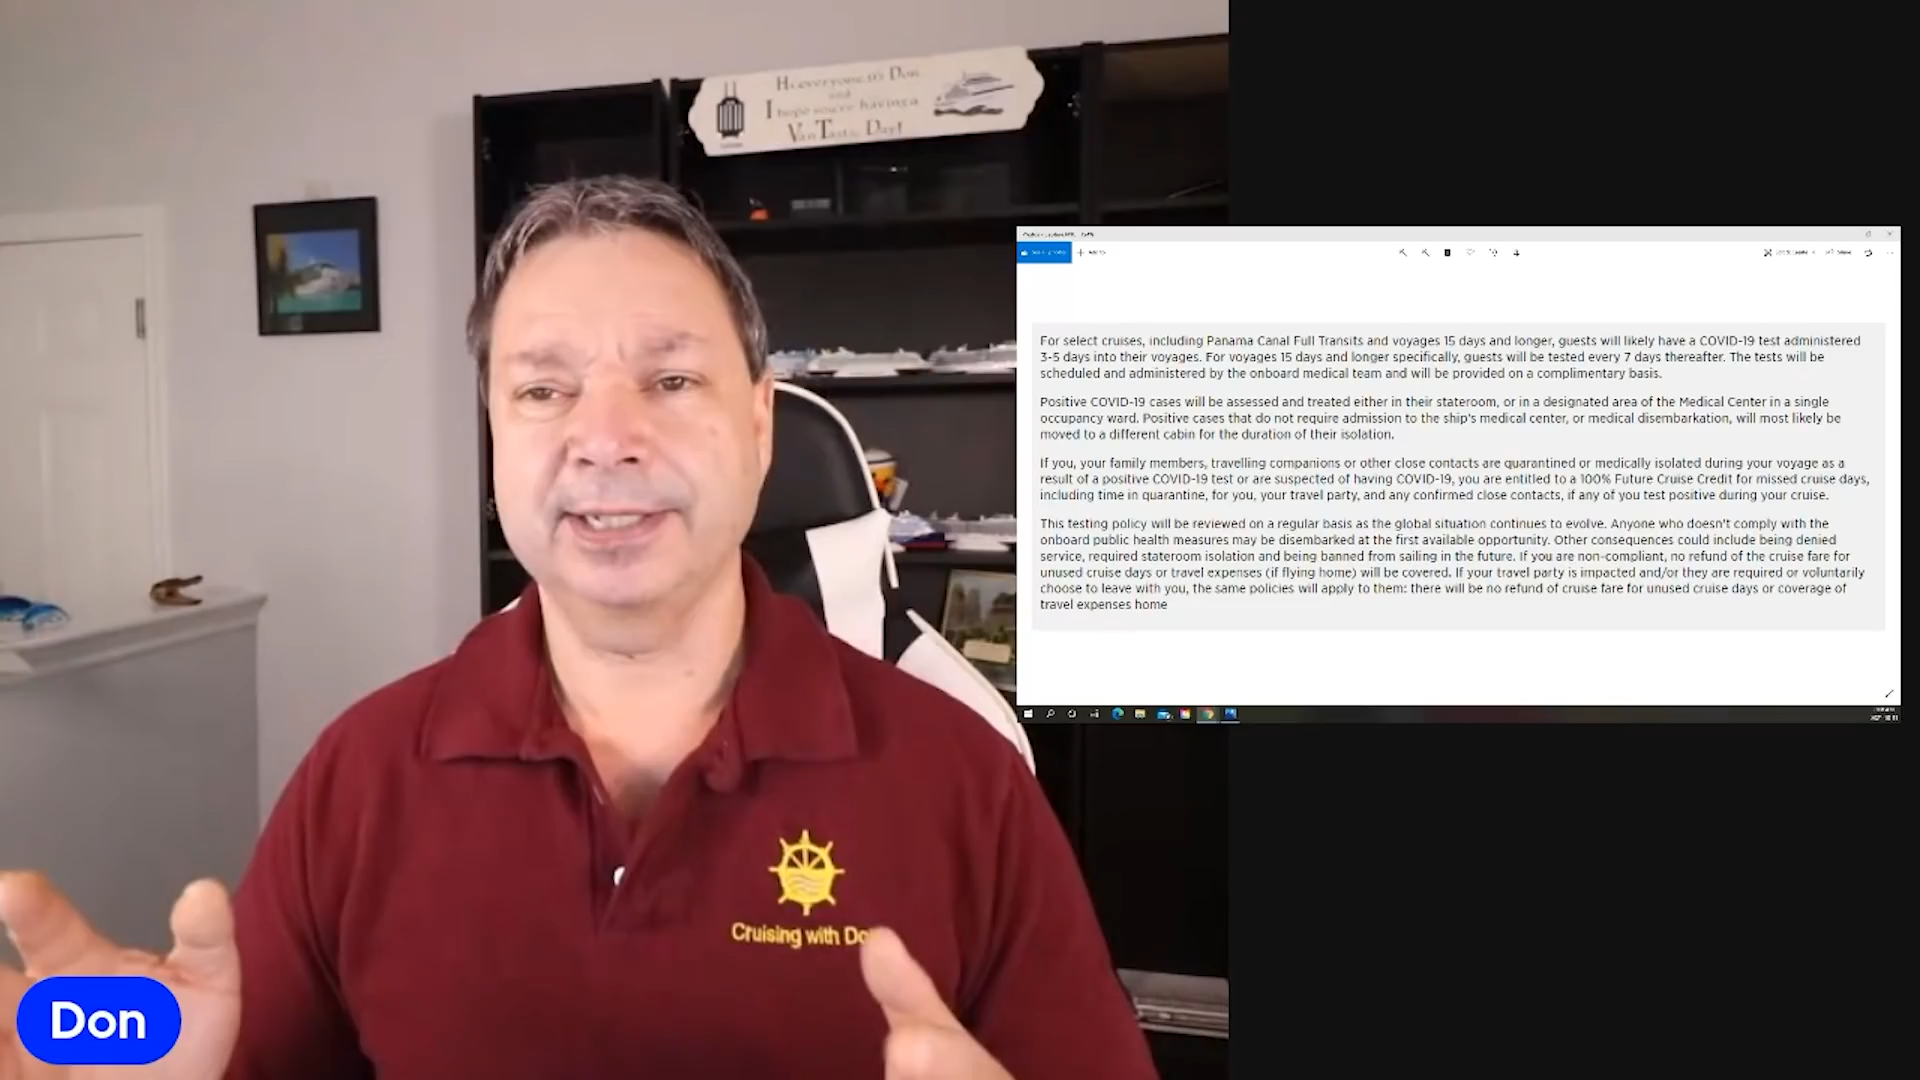 Hi everyone, it's Don
and
I hope you're having a
VanTastic Day!
For select cruises, including Panama Canal Full Transits and voyages 15 days and longer, guests will likely have a COVID-19 test administered
3-5 days into their voyages. For voyages 15 days and longer specifically, guests will be tested every 7 days thereafter. The tests will be
scheduled and administered by the onboard medical team and will be provided on a complimentary basis.
Positive COVID-19 cases will be assessed and treated either in their stateroom, or in a designated area of the Medical Center in a single
occupancy ward. Positive cases that do not require admission to the ship's medical center, or medical disembarkation, will most likely be
moved to a different cabin for the duration of their isolation.
If you, your family members, travelling companions or other close contacts are quarantined or medically isolated during your voyage as a
result of a positive COVID-19 test or are suspected of having COVID-19, you are entitled to a 100% Future Cruise Credit for missed cruise days,
including time in quarantine, for you, your travel party, and any confirmed close contacts, if any of you test positive during your cruise.
This testing policy will be reviewed on a regular basis as the global situation continues to evolve. Anyone who doesn't comply with the
onboard public health measures may be disembarked at the first available opportunity. Other consequences could include being denied
service, required stateroom isolation and being banned from sailing in the future. If you are non-compliant, no refund of the cruise fare for
unused cruise days or travel expenses (if flying home) will be covered. If your travel party is impacted and/or they are required or voluntarily
choose to leave with you, the same policies will apply to them: there will be no refund of cruise fare for unused cruise days or coverage of
travel expenses home
Cruising with Do
Don